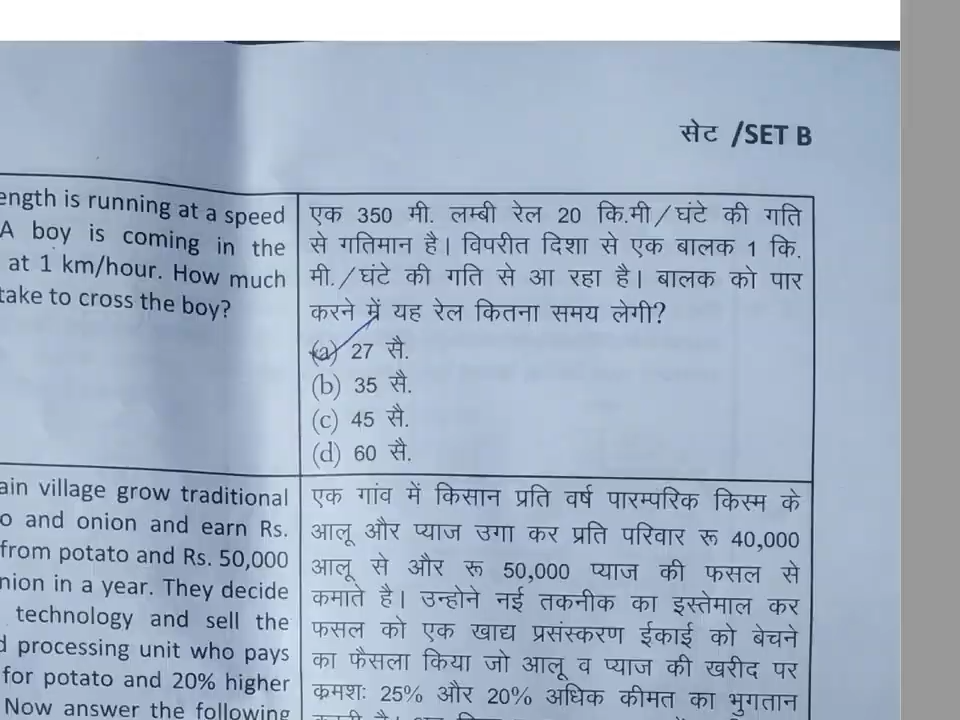 सेट /SET B
ength is running at a speed
A boy is coming in the
at 1 km/hour. How much
take to cross the boy?
एक 350 मी. लम्बी रेल 20 कि.मी/घंटे की गति
से गतिमान है। विपरीत दिशा से एक बालक 1 कि.
मी./घंटे की गति से आ रहा है। बालक को पार
करने में यह रेल कितना समय लेगी?
(a) 27 सै.
(b) 35 सै.
(c) 45 सै.
(d) 60 सै.
ain village grow traditional
o and onion and earn Rs.
from potato and Rs. 50,000
nion in a year. They decide
technology and sell the
d processing unit who pays
for potato and 20% higher
Now answer the following
एक गांव में किसान प्रति वर्ष पारम्परिक किस्म के
आलू और प्याज उगा कर प्रति परिवार रू 40,000
आलू से और रू 50,000 प्याज की फसल से
कमाते है। उन्होने नई तकनीक का इस्तेमाल कर
फसल को एक खाद्य प्रसंस्करण ईकाई को बेचने
का फैसला किया जो आलू व प्याज की खरीद पर
क्रमशः 25% और 20% अधिक कीमत का भुगतान